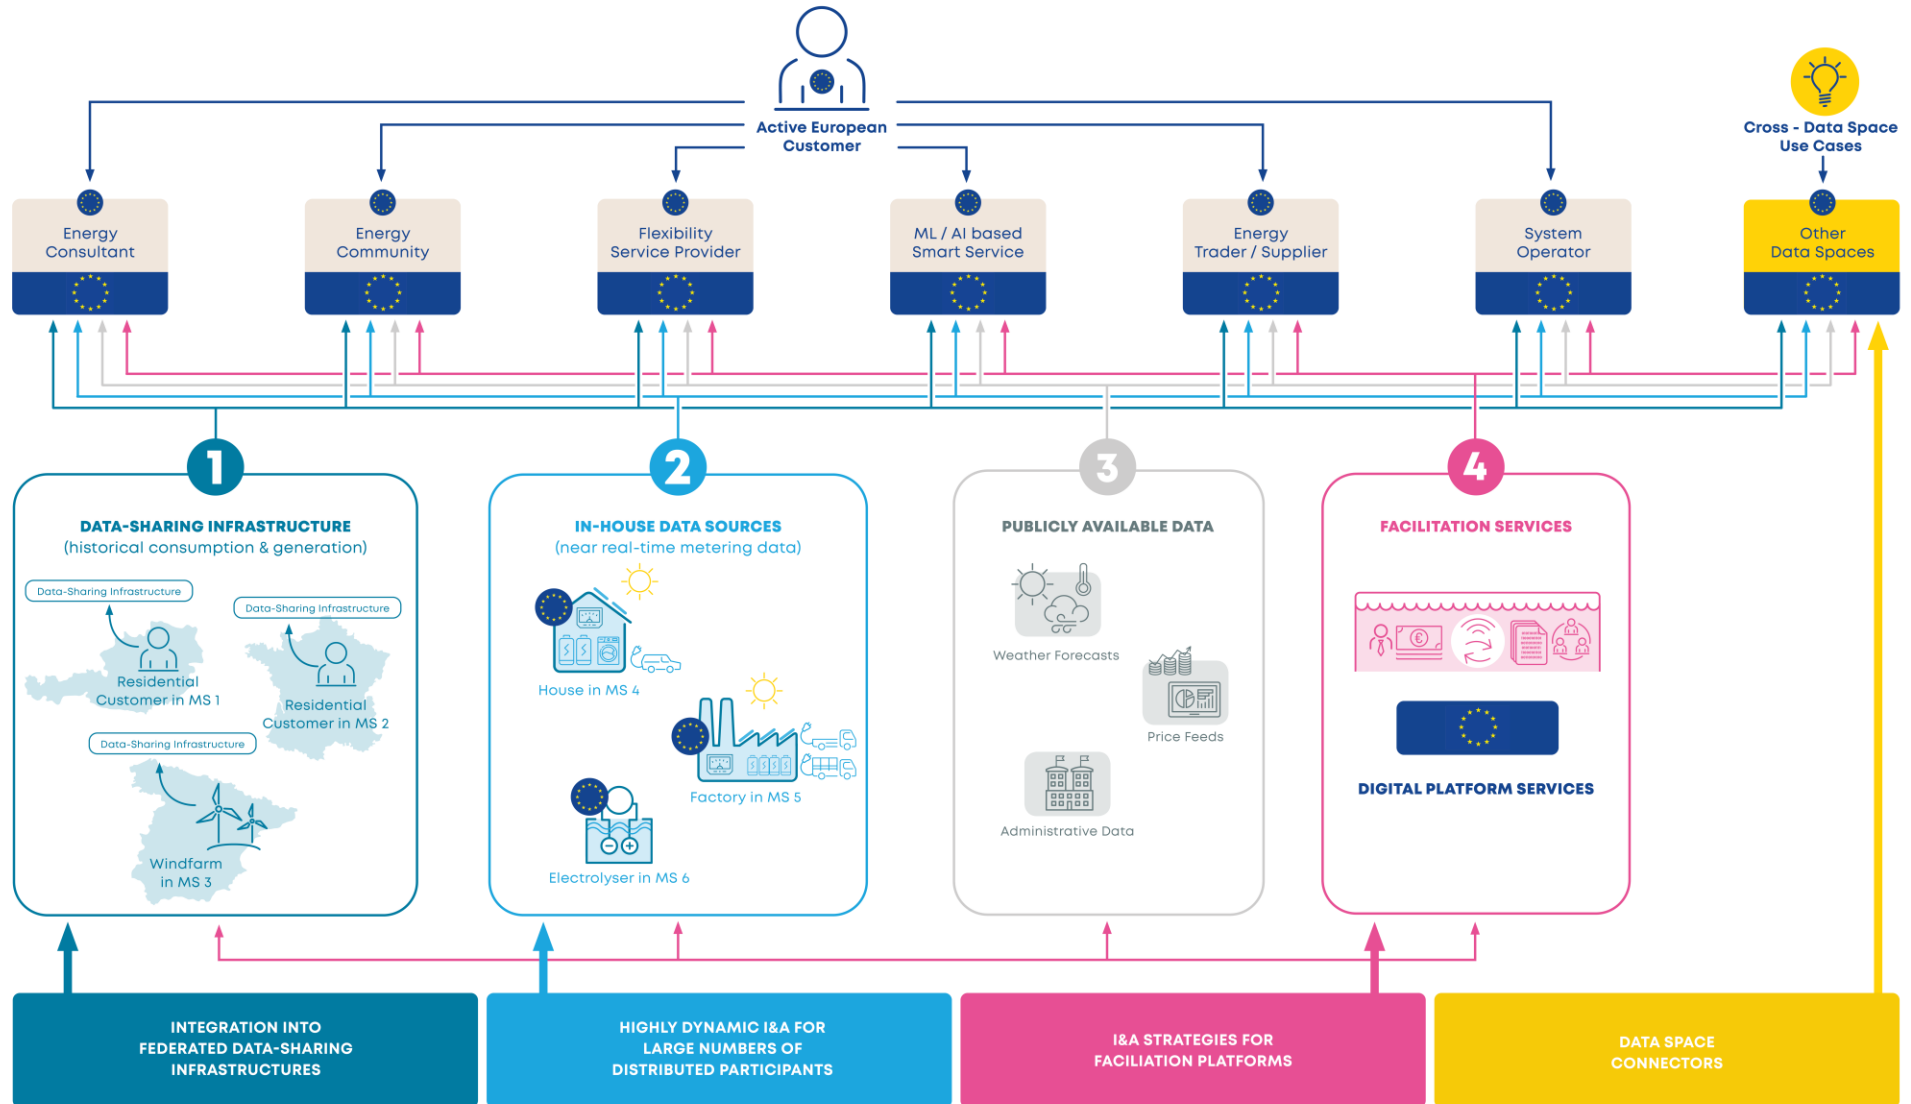 Active European
Customer
Cross - Data Space
Use Cases
Energy
Consultant
Energy
Community
Flexibility
Service Provider
ML / AI based
Smart Service
Energy
Trader / Supplier
System
Operator
Other
Data Spaces
1
DATA-SHARING INFRASTRUCTURE
(historical consumption & generation)
Data-Sharing Infrastructure
Data-Sharing Infrastructure
Residential
Customer in MS 1
Residential
Customer in MS 2
Data-Sharing Infrastructure
Windfarm
in MS 3
2
IN-HOUSE DATA SOURCES
(near real-time metering data)
House in MS 4
Factory in MS 5
Electrolyser in MS 6
3
PUBLICLY AVAILABLE DATA
Weather Forecasts
Price Feeds
Administrative Data
4
FACILITATION SERVICES
€
DIGITAL PLATFORM SERVICES
INTEGRATION INTO
FEDERATED DATA-SHARING
INFRASTRUCTURES
HIGHLY DYNAMIC I&A FOR
LARGE NUMBERS OF
DISTRIBUTED PARTICIPANTS
I&A STRATEGIES FOR
FACILIATION PLATFORMS
DATA SPACE
CONNECTORS